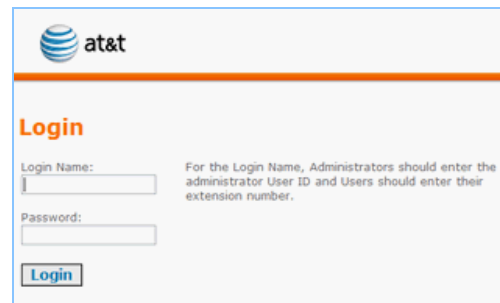 at&t
Login
Login Name:
For the Login Name, Administrators should enter the
administrator User ID and Users should enter their
extension number.
Password:
Login